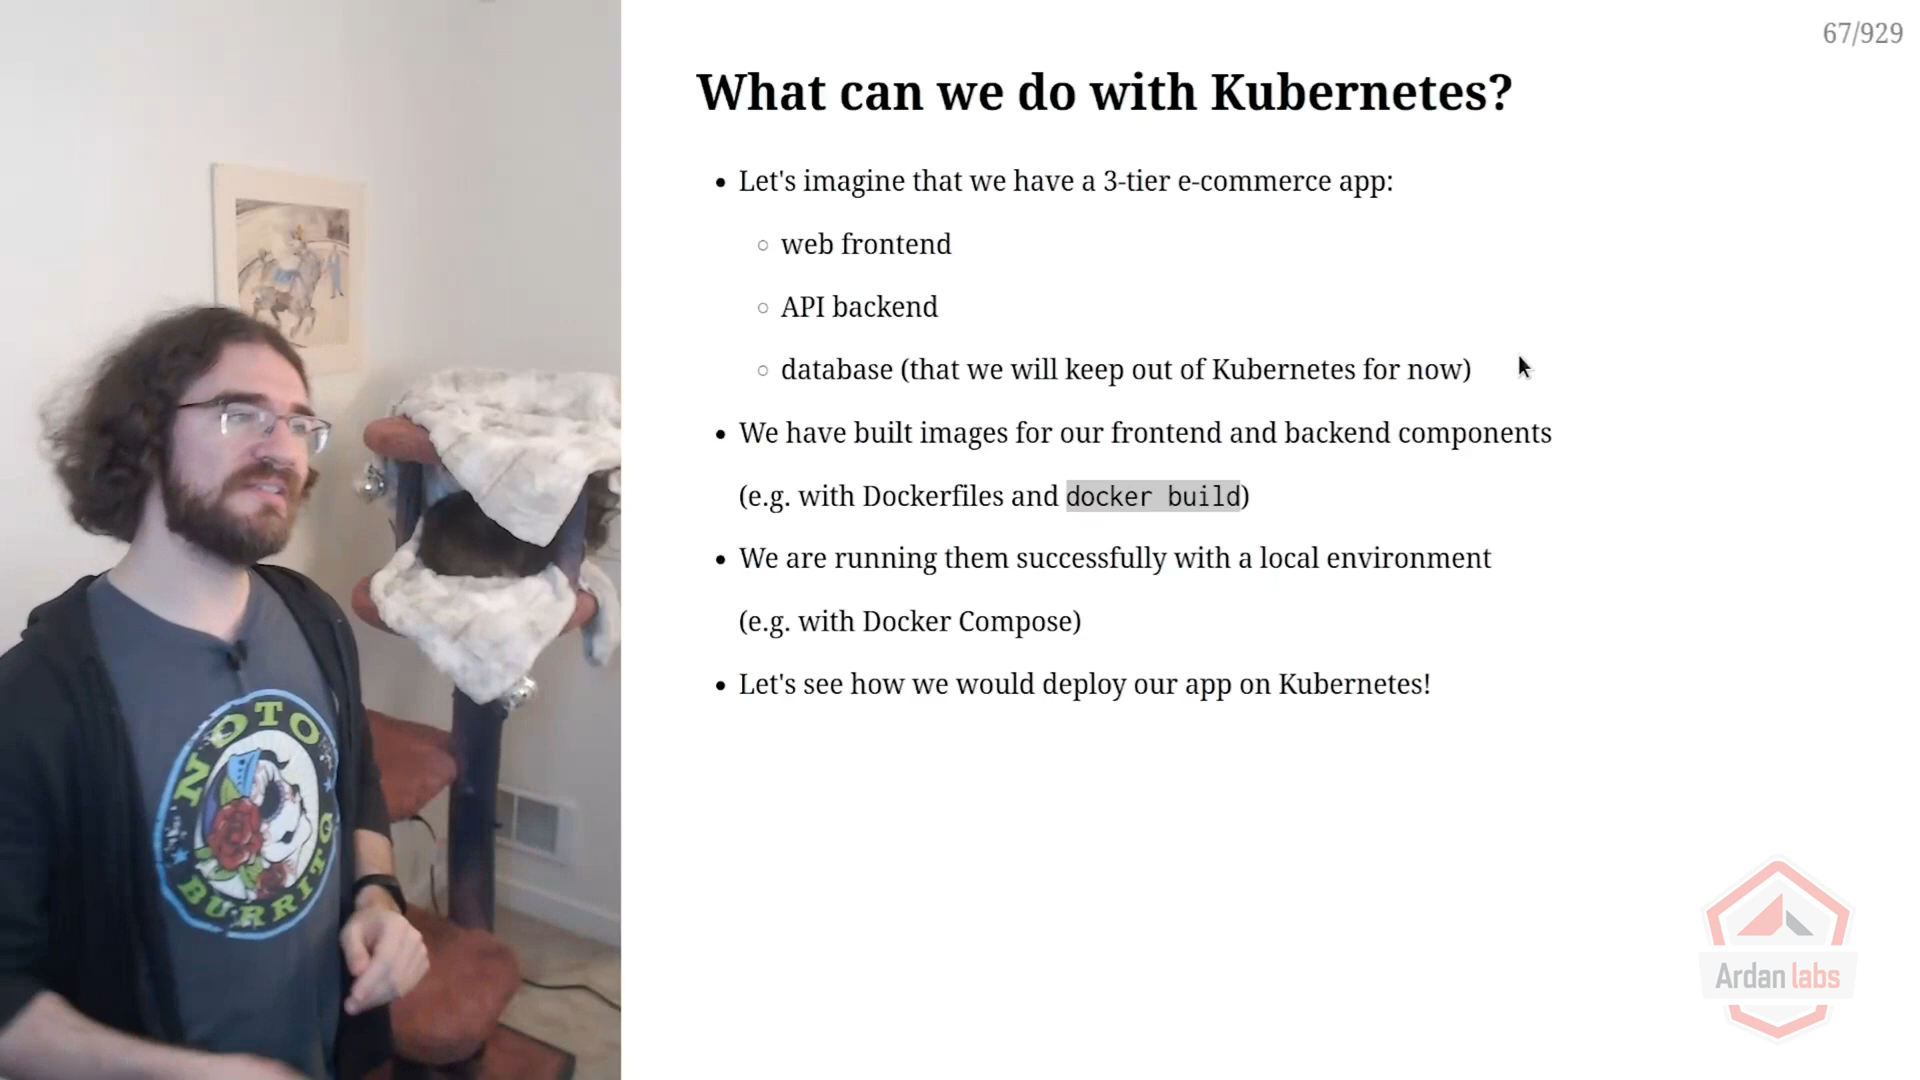 67/929
What can we do with Kubernetes?
• Let's imagine that we have a 3-tier e-commerce app:
○ web frontend
○ API backend
○ database (that we will keep out of Kubernetes for now)
• We have built images for our frontend and backend components
(e.g. with Dockerfiles and docker build)
• We are running them successfully with a local environment
(e.g. with Docker Compose)
• Let's see how we would deploy our app on Kubernetes!
NOTO
BURRITO
Ardan labs